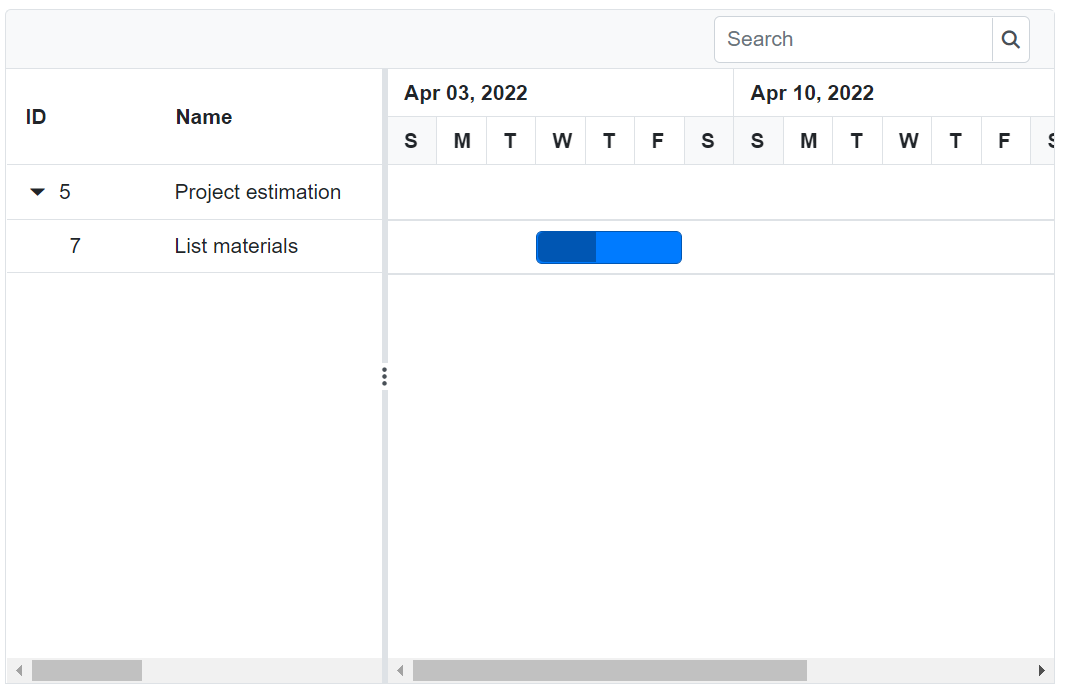 Search
ID Name
Apr 03, 2022 Apr 10, 2022
S M T W T F S S M T W T F S
5 Project estimation
7 List materials